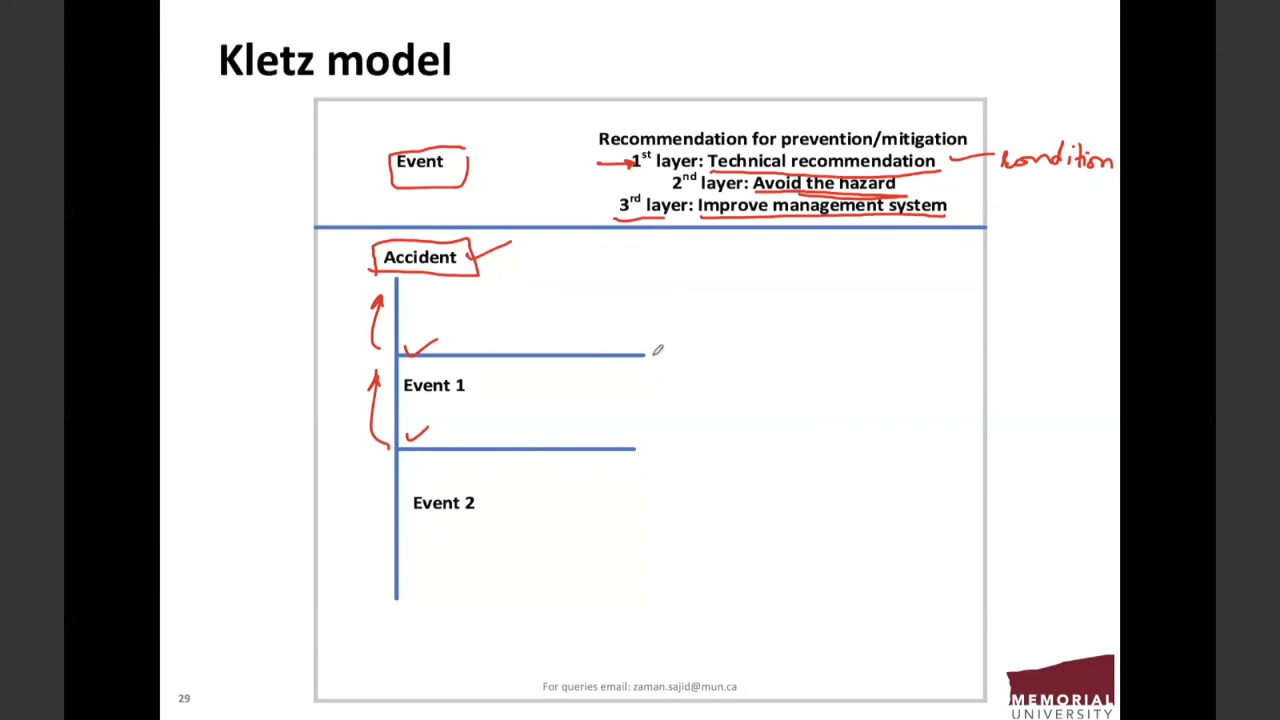 Kletz model
Recommendation for prevention/mitigation
Event
1st layer: Technical recommendation
condition
2nd layer: Avoid the hazard
3rd layer: Improve management system
Accident
Event 1
Event 2
For queries email: zaman.sajid@mun.ca
29
MEMORIAL
UNIVERSITY